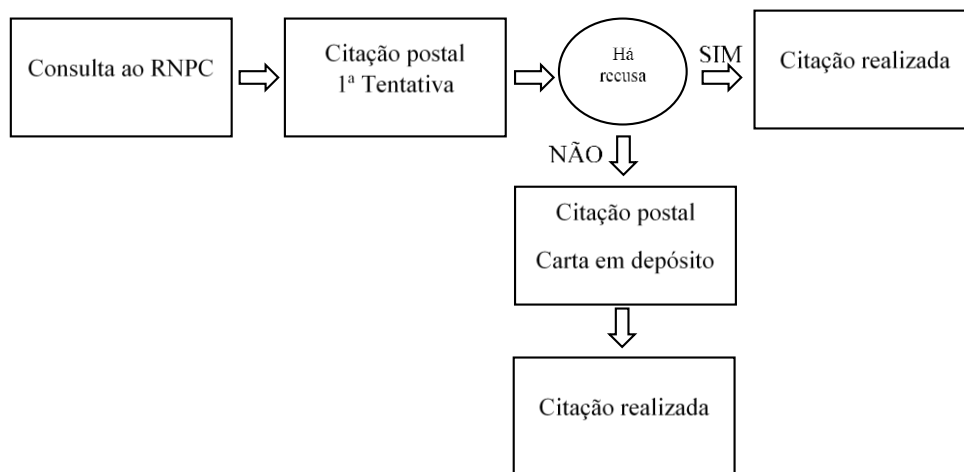 Consulta ao RNPC
Citação postal
1ª Tentativa
Há
recusa
SIM
Citação realizada
NÃO
Citação postal
Carta em depósito
Citação realizada